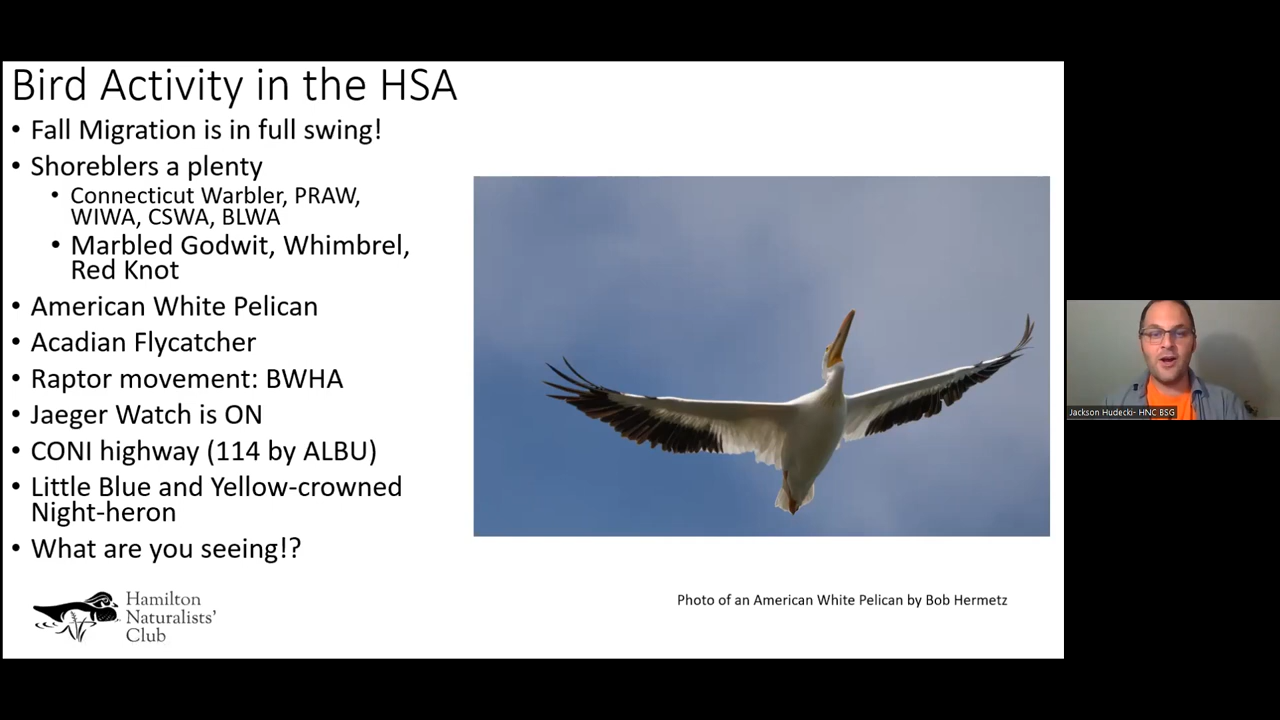 Bird Activity in the HSA
• Fall Migration is in full swing!
• Shoreblers a plenty
• Connecticut Warbler, PRAW,
WIWA, CSWA, BLWA
• Marbled Godwit, Whimbrel,
Red Knot
• American White Pelican
• Acadian Flycatcher
• Raptor movement: BWHA
• Jaeger Watch is ON
• CONI highway (114 by ALBU)
• Little Blue and Yellow-crowned
Night-heron
• What are you seeing!?
Hamilton
Naturalists'
Club
Photo of an American White Pelican by Bob Hermetz
Jackson Hudecki- HNC BSG